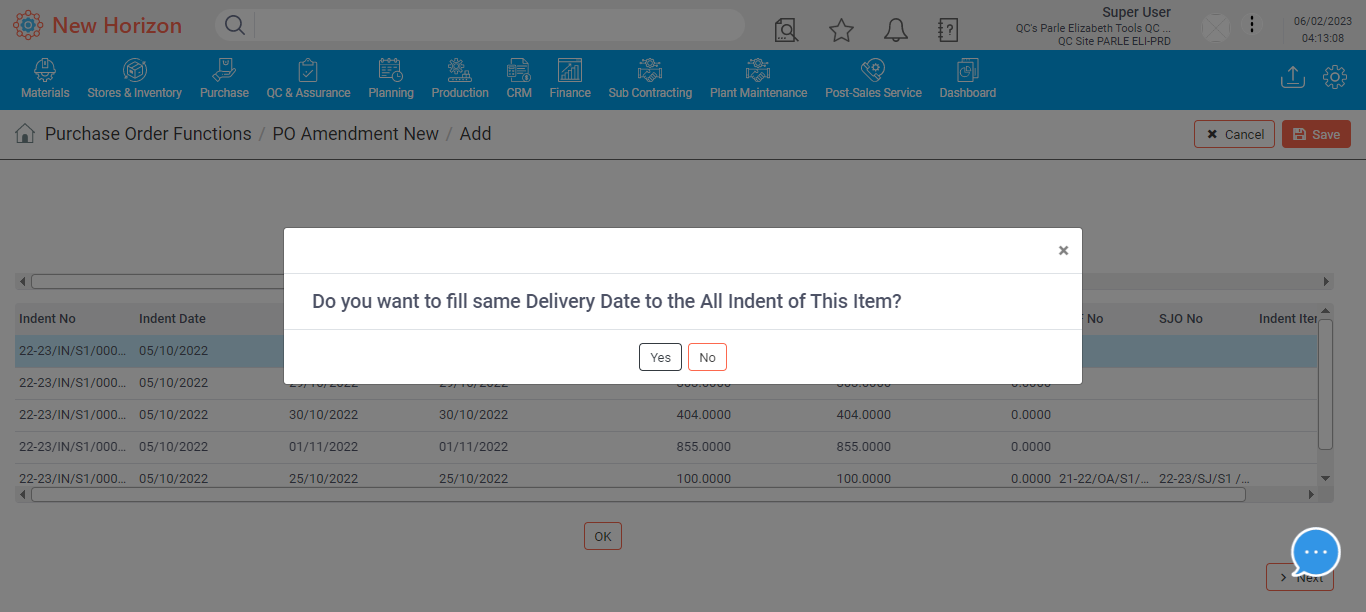 New Horizon
Super User
QC's Parle Elizabeth Tools QC ...
QC Site PARLE ELI-PRD
06/02/2023
04:13:08
Materials Stores & Inventory Purchase QC & Assurance Planning Production CRM Finance Sub Contracting Plant Maintenance Post-Sales Service Dashboard
Purchase Order Functions / PO Amendment New / Add
Cancel Save
Do you want to fill same Delivery Date to the All Indent of This Item?
Yes No
Indent No Indent Date No SJO No Indent Iter
22-23/IN/S1/000... 05/10/2022
22-23/IN/S1/000... 05/10/2022 29/10/2022 29/10/2022 0.0000
22-23/IN/S1/000... 05/10/2022 30/10/2022 30/10/2022 404.0000 404.0000 0.0000
22-23/IN/S1/000... 05/10/2022 01/11/2022 01/11/2022 855.0000 855.0000 0.0000
22-23/IN/S1/000... 05/10/2022 25/10/2022 25/10/2022 100.0000 100.0000 0.0000 21-22/OA/S1/... 22-23/SJ/S1 /...
OK
Next